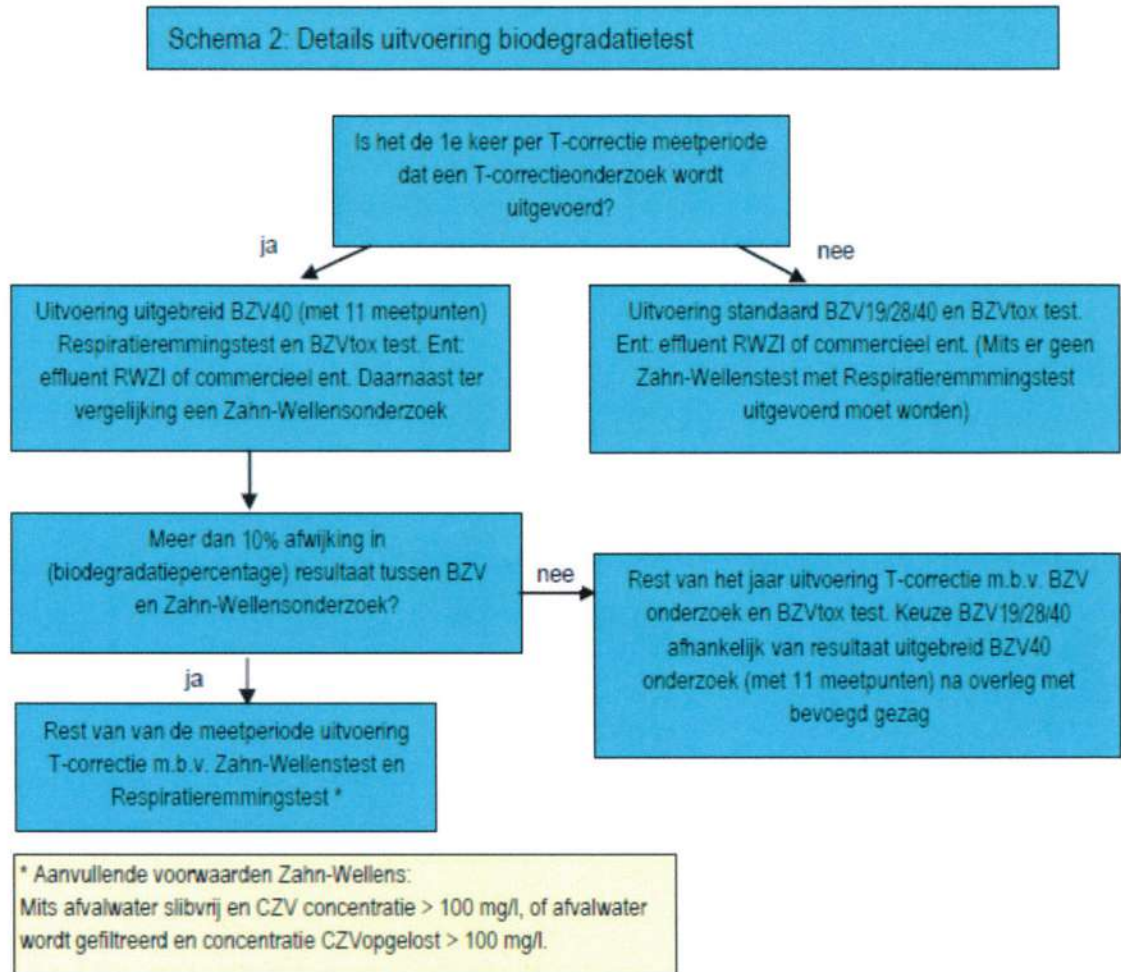 Schema 2: Details uitvoering biodegradatietest
Is het de 1e keer per T-correctie meetperiode
dat een T-correctieonderzoek wordt
uitgevoerd?
ja
nee
Uitvoering uitgebreid BZV40 (met 11 meetpunten)
Respiratieremmingstest en BZVtox test. Ent:
effluent RWZI of commercieel ent. Daarnaast ter
vergelijking een Zahn-Wellensonderzoek
Uitvoering standaard BZV19/28/40 en BZVtox test.
Ent: effluent RWZI of commercieel ent. (Mits er geen
Zahn-Wellenstest met Respiratieremmmingstest
uitgevoerd moet worden)
Meer dan 10% afwijking in
(biodegradatiepercentage) resultaat tussen BZV
en Zahn-Wellensonderzoek?
nee
Rest van het jaar uitvoering T-correctie m.b.v. BZV
onderzoek en BZVtox test. Keuze BZV19/28/40
afhankelijk van resultaat uitgebreid BZV40
onderzoek (met 11 meetpunten) na overleg met
bevoegd gezag
ja
Rest van van de meetperiode uitvoering
T-correctie m.b.v. Zahn-Wellenstest en
Respiratieremmingstest *
* Aanvullende voorwaarden Zahn-Wellens:
Mits afvalwater slibvrij en CZV concentratie > 100 mg/l, of afvalwater
wordt gefiltreerd en concentratie CZVopgelost > 100 mg/l.